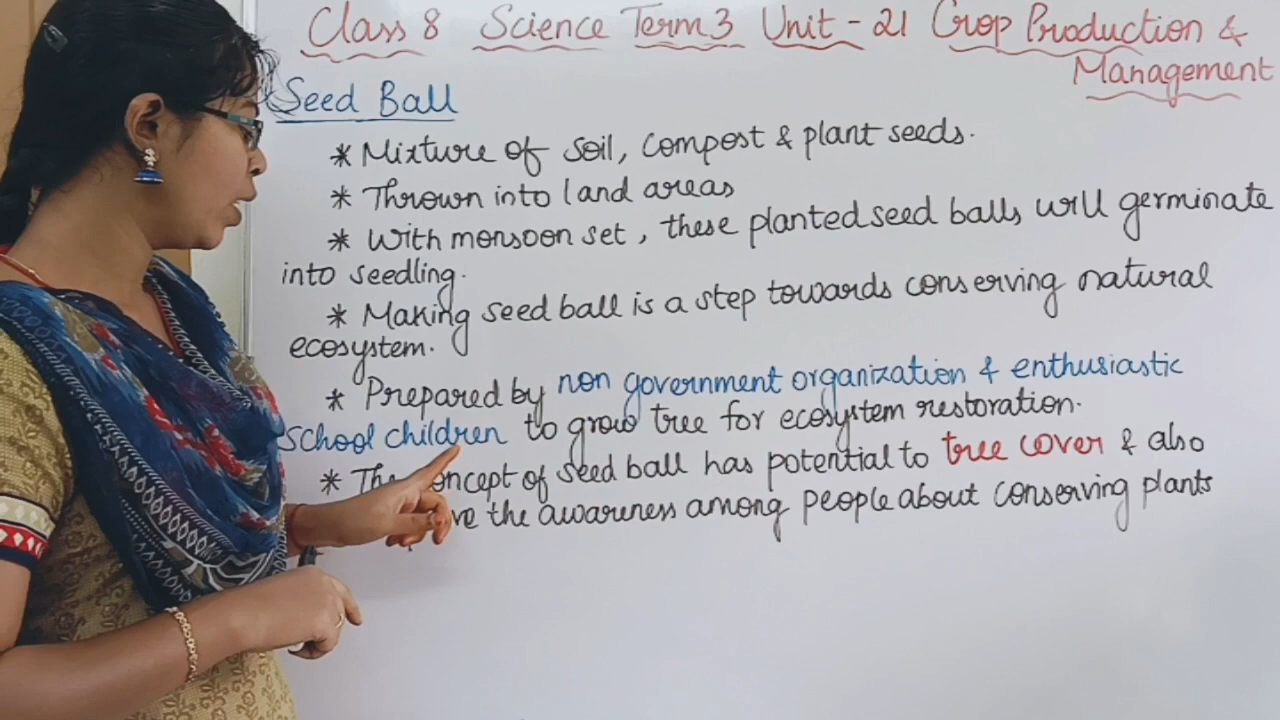 Class 8 Science Term 3 Unit - 21 Crop Production &
Management
Seed Ball
* Mixture of soil, compost & plant seeds.
* Thrown into land areas
* With monsoon set, these planted seed balls will germinate
into seedling.
* Making seed ball is a step towards conserving natural
ecosystem.
* Prepared by non government organization & enthusiastic
School children to grow tree for ecosystem restoration.
* The concept of seed ball has potential to tree cover & also
the awareness among people about conserving plants